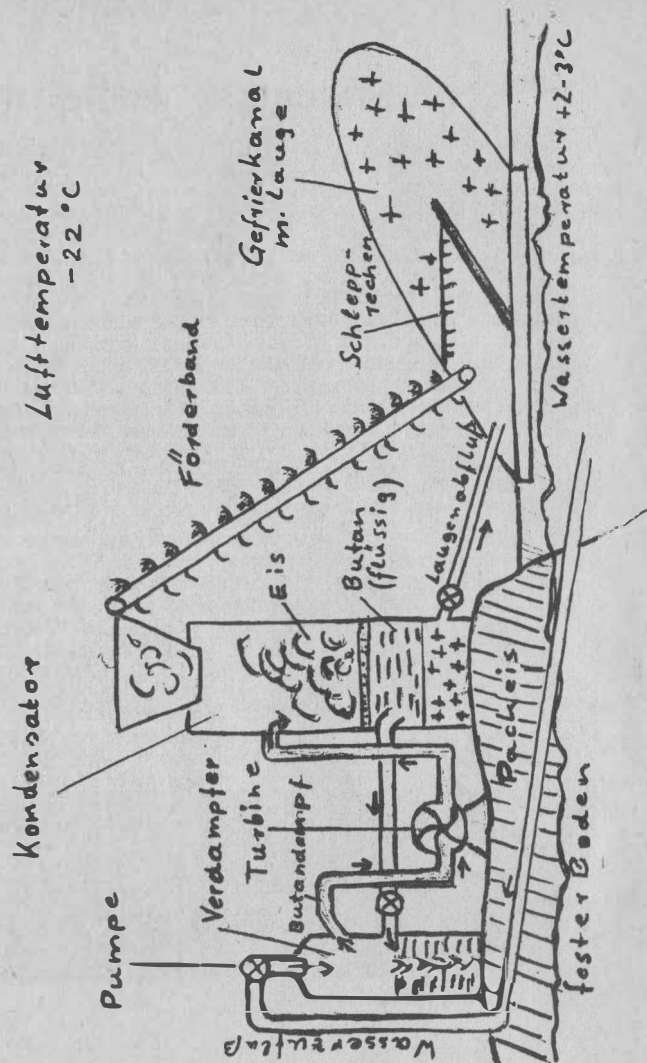 Lufttemperatur
-22 °C
Kondensator
Förderband
Gefrierkanal
m. Lauge
Schlepp-
rechen
Pumpe
Verdampfer
Turbine
Butandampf
Eis
Butan
(flüssig)
Laugenabfluß
Wasserzufluß
Packeis
fester Boden
Wassertemperatur +2-3°C